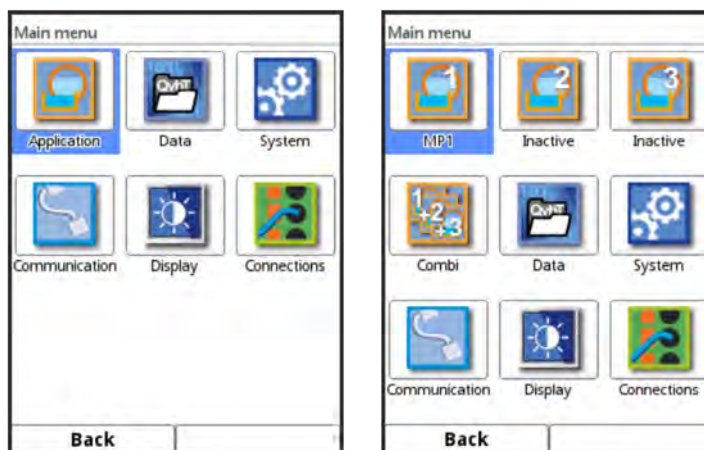 Main menu
Application
Data
System
Communication
Display
Connections
Back
Main menu
1
2
3
MP1
Inactive
Inactive
1
+2
+3
Combi
Data
System
Communication
Display
Connections
Back